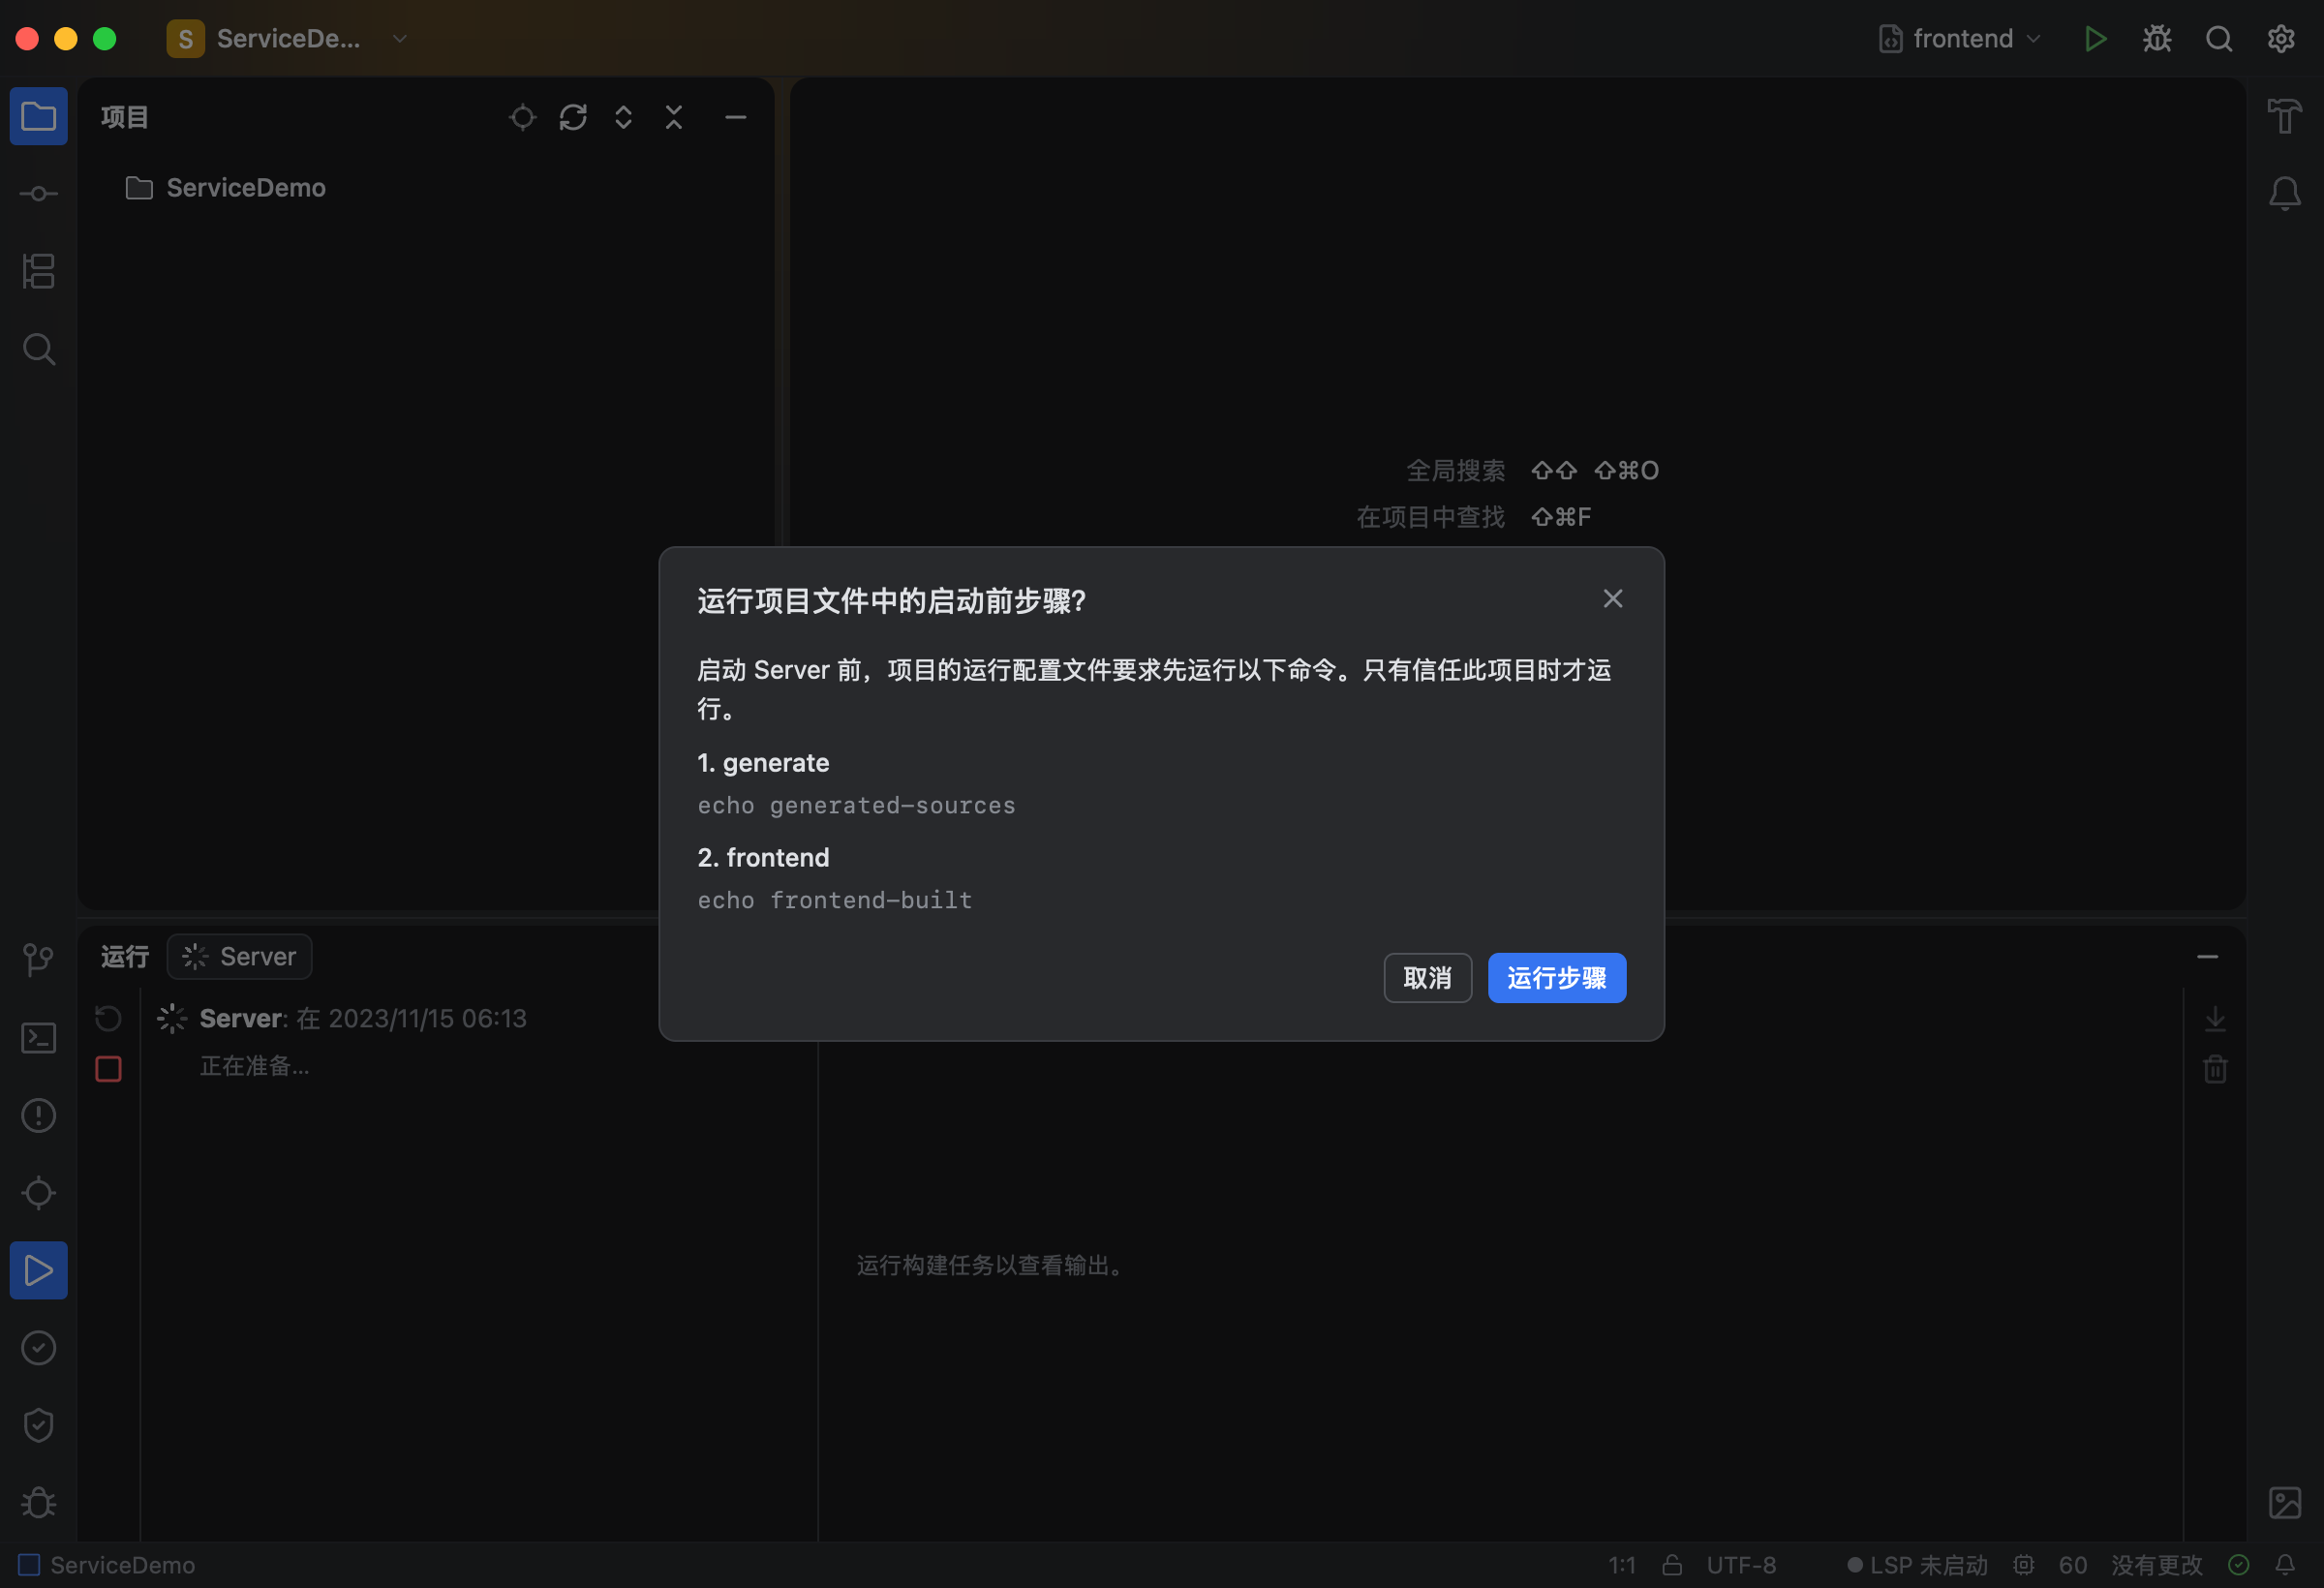 S ServiceDe...
frontend
项目
ServiceDemo
全局搜索 ⇧⇧ ⇧⌘O
在项目中查找 ⇧⌘F
运行项目文件中的启动前步骤?
启动 Server 前，项目的运行配置文件要求先运行以下命令。只有信任此项目时才运
行。
1. generate
echo generated-sources
2. frontend
echo frontend-built
取消 运行步骤
运行 Server
Server: 在 2023/11/15 06:13
正在准备...
运行构建任务以查看输出。
ServiceDemo
1:1 UTF-8 LSP 未启动 60 没有更改